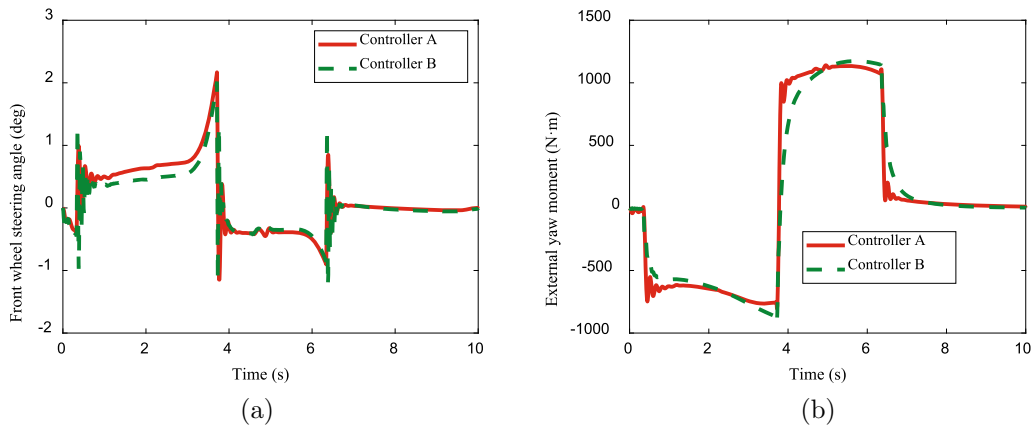 3
2
1
0
-1
-2
0 2 4 6 8 10
Front wheel steering angle (deg)
Time (s)
Controller A
Controller B
(a)
1500
1000
500
0
-500
-1000
0 2 4 6 8 10
External yaw moment (N·m)
Time (s)
Controller A
Controller B
(b)